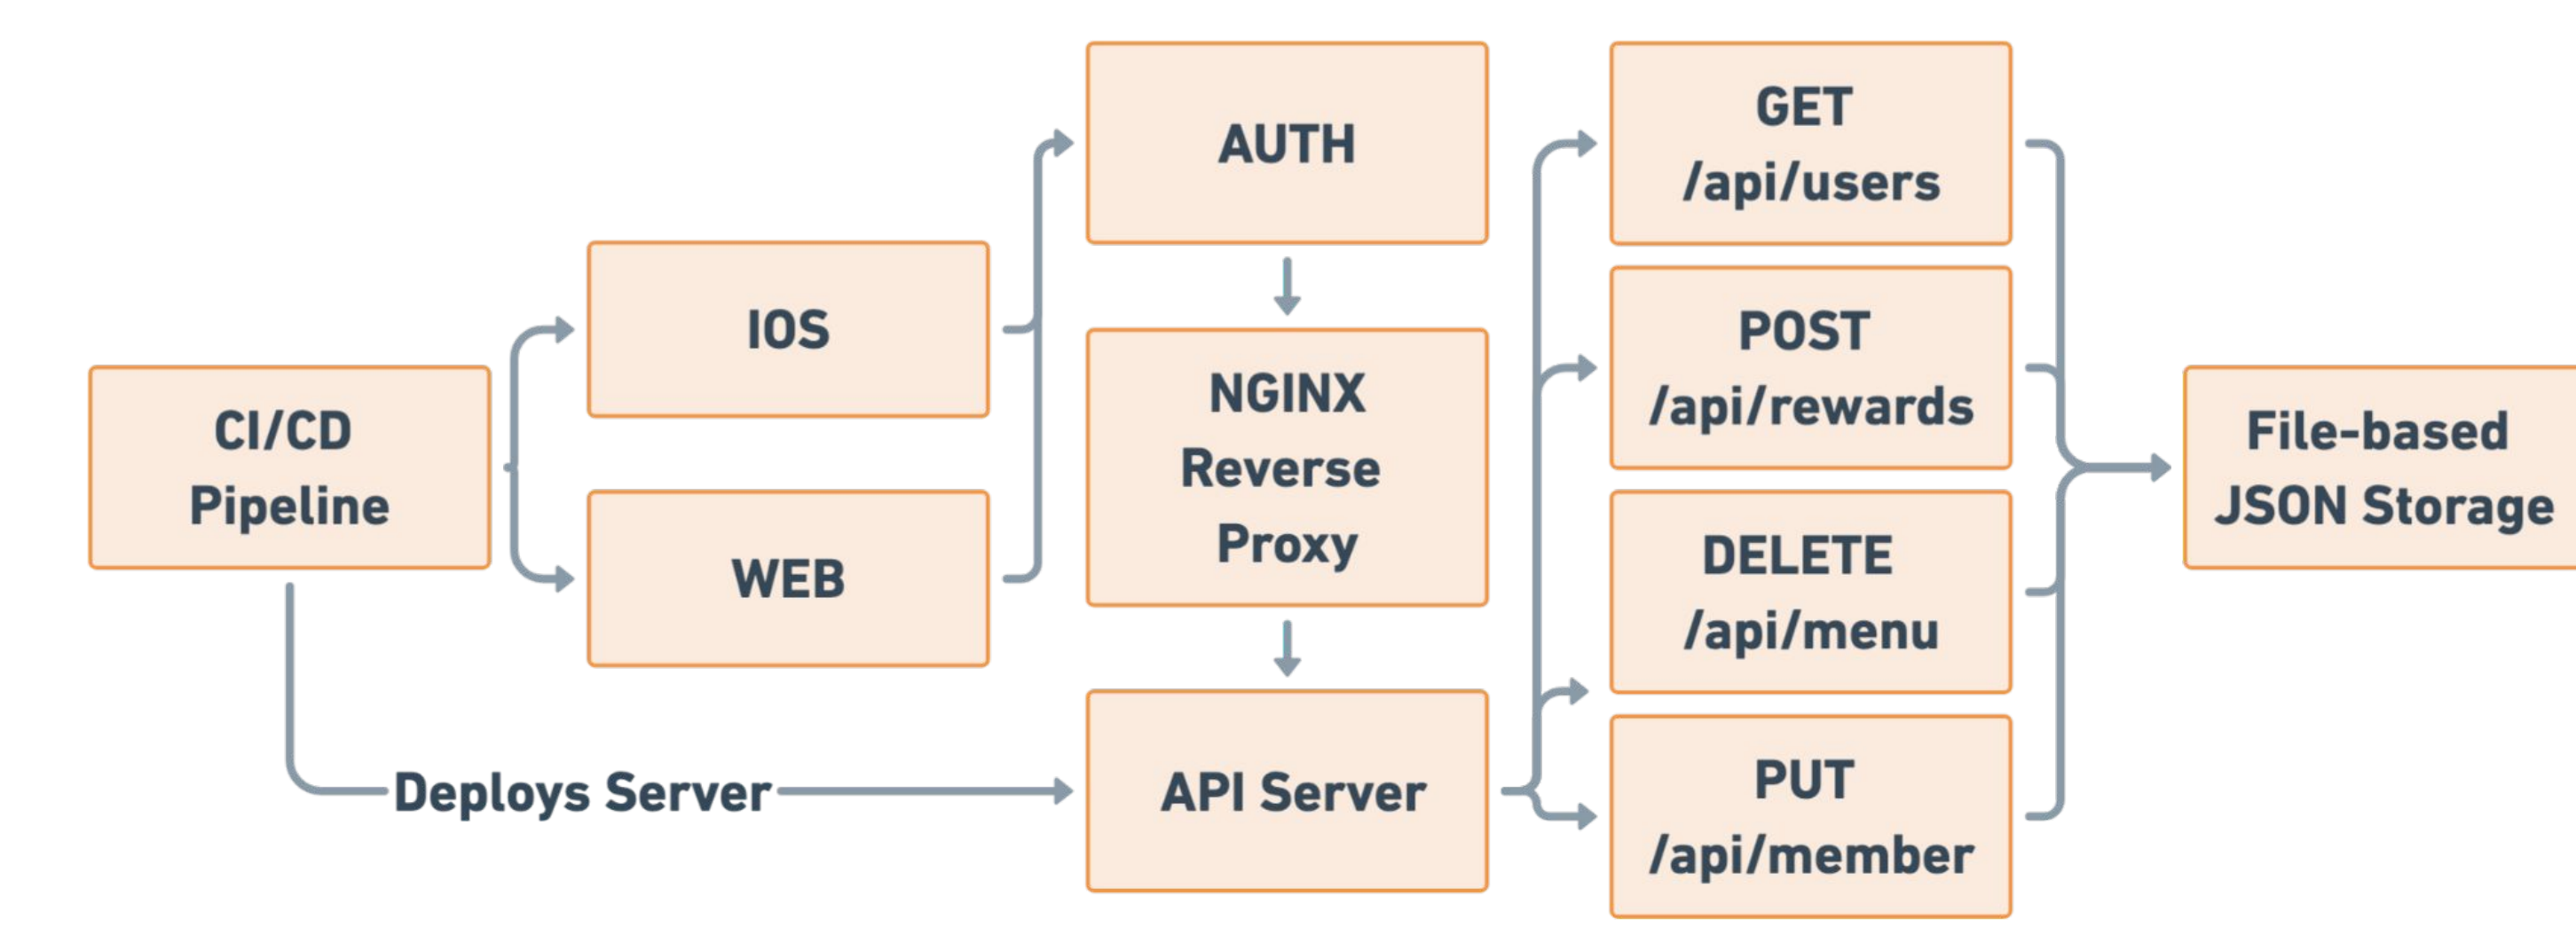 CI/CD
Pipeline
IOS
WEB
Deploys Server
AUTH
NGINX
Reverse
Proxy
API Server
GET
/api/users
POST
/api/rewards
DELETE
/api/menu
PUT
/api/member
File-based
JSON Storage